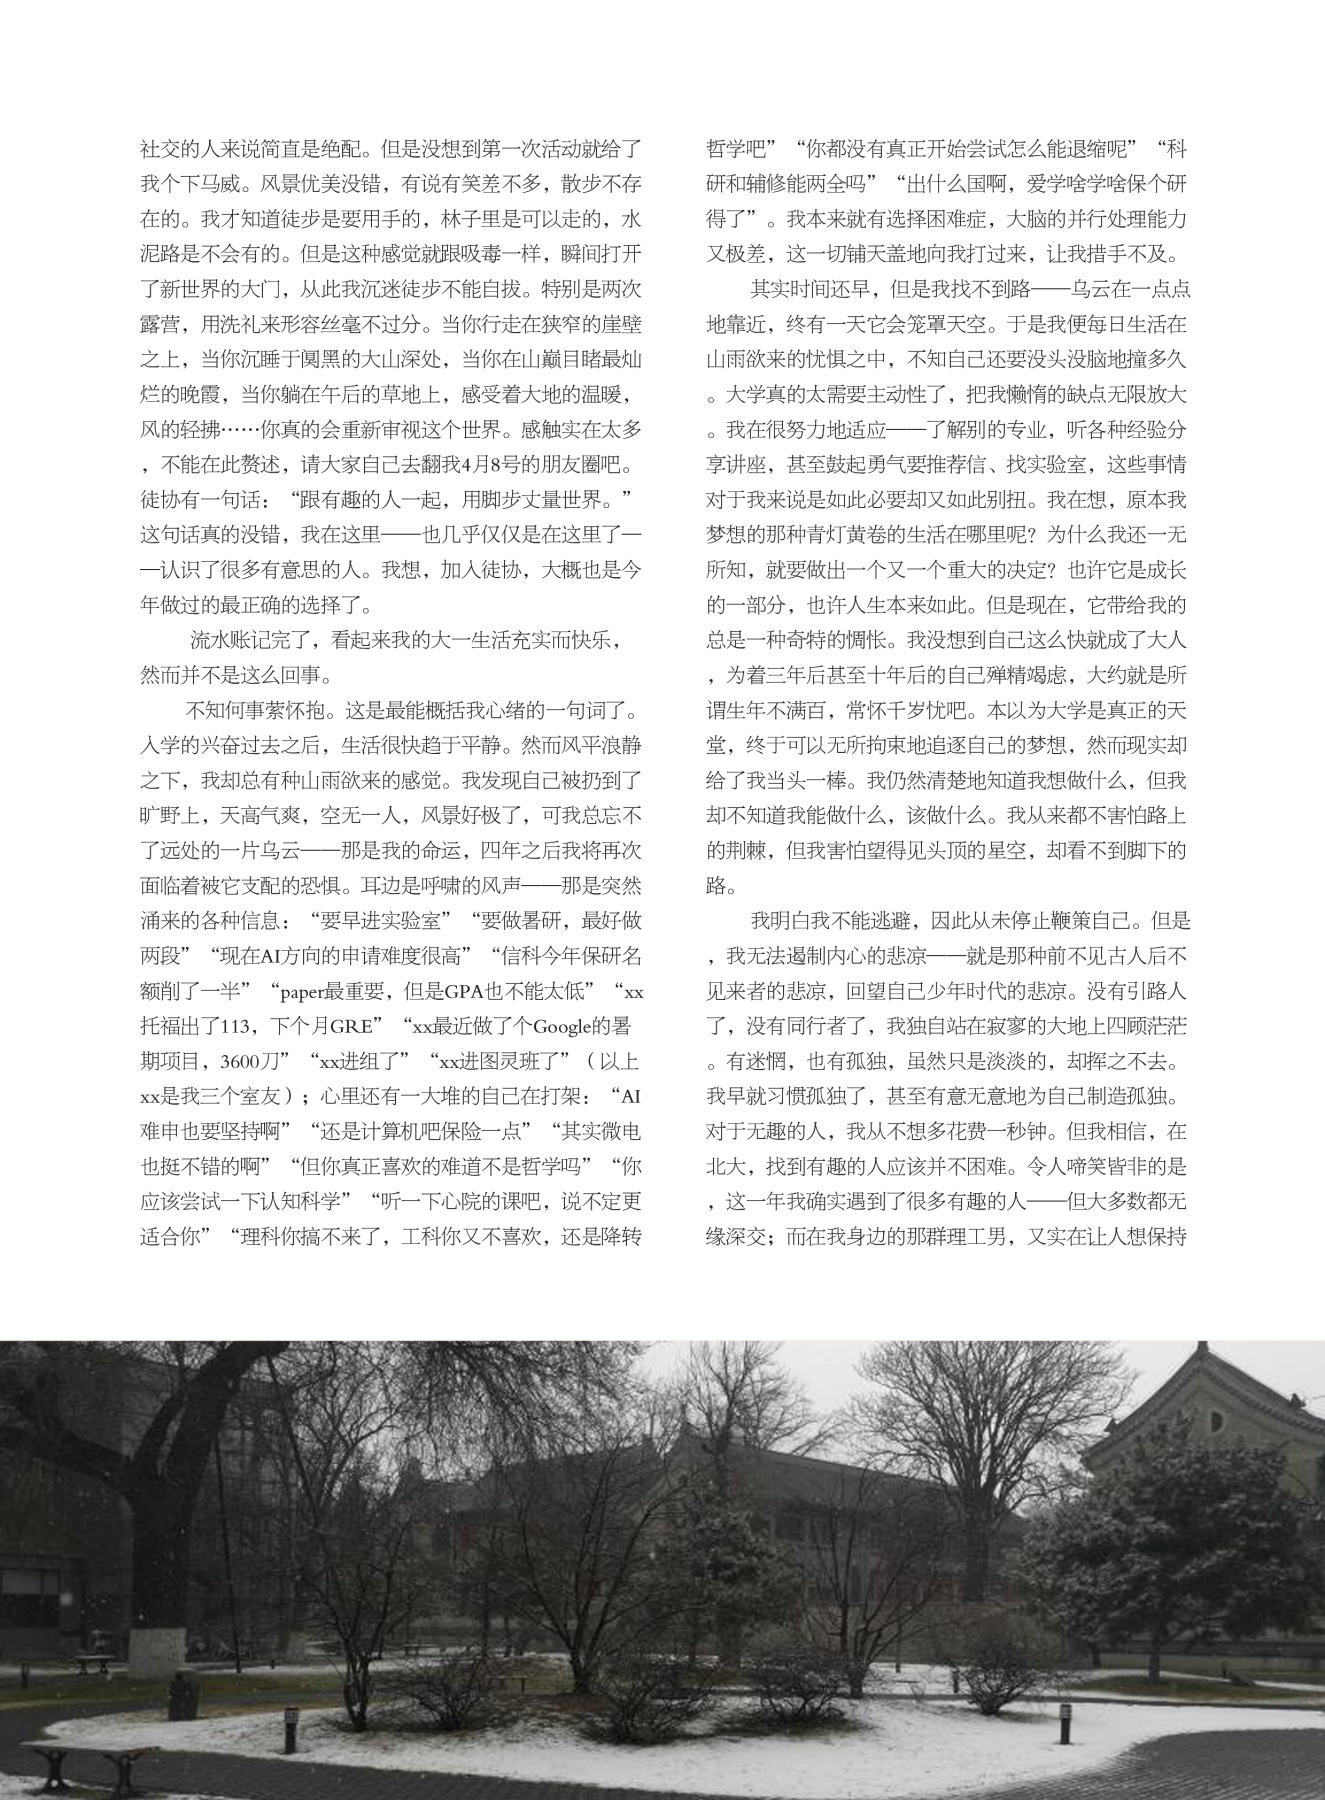 社交的人来说简直是绝配。但是没想到第一次活动就给了
我个下马威。风景优美没错，有说有笑差不多，散步不存
在的。我才知道徒步是要用手的，林子里是可以走的，水
泥路是不会有的。但是这种感觉就跟吸毒一样，瞬间打开
了新世界的大门，从此我沉迷徒步不能自拔。特别是两次
露营，用洗礼来形容丝毫不过分。当你行走在狭窄的崖壁
之上，当你沉睡于阒黑的大山深处，当你在山巅目睹最灿
烂的晚霞，当你躺在午后的草地上，感受着大地的温暖，
风的轻拂……你真的会重新审视这个世界。感触实在太多
，不能在此赘述，请大家自己去翻我4月8号的朋友圈吧。
徒协有一句话：“跟有趣的人一起，用脚步丈量世界。”
这句话真的没错，我在这里——也几乎仅仅是在这里了—
—认识了很多有意思的人。我想，加入徒协，大概也是今
年做过的最正确的选择了。
流水账记完了，看起来我的大一生活充实而快乐，
然而并不是这么回事。
不知何事萦怀抱。这是最能概括我心绪的一句词了。
入学的兴奋过去之后，生活很快趋于平静。然而风平浪静
之下，我却总有种山雨欲来的感觉。我发现自己被扔到了
旷野上，天高气爽，空无一人，风景好极了，可我总忘不
了远处的一片乌云——那是我的命运，四年之后我将再次
面临着被它支配的恐惧。耳边是呼啸的风声——那是突然
涌来的各种信息：“要早进实验室”“要做暑研，最好做
两段”“现在AI方向的申请难度很高”“信科今年保研名
额削了一半”“paper最重要，但是GPA也不能太低”“xx
托福出了113，下个月GRE”“xx最近做了个Google的暑
期项目，3600刀”“xx进组了”“xx进图灵班了”（以上
xx是我三个室友）；心里还有一大堆的自己在打架：“AI
难申也要坚持啊”“还是计算机吧保险一点”“其实微电
也挺不错的啊”“但你真正喜欢的难道不是哲学吗”“你
应该尝试一下认知科学”“听一下心院的课吧，说不定更
适合你”“理科你搞不来了，工科你又不喜欢，还是降转
哲学吧”“你都没有真正开始尝试怎么能退缩呢”“科
研和辅修能两全吗”“出什么国啊，爱学啥学啥保个研
得了”。我本来就有选择困难症，大脑的并行处理能力
又极差，这一切铺天盖地向我打过来，让我措手不及。
其实时间还早，但是我找不到路——乌云在一点点
地靠近，终有一天它会笼罩天空。于是我便每日生活在
山雨欲来的忧惧之中，不知自己还要没头没脑地撞多久
。大学真的太需要主动性了，把我懒惰的缺点无限放大
。我在很努力地适应——了解别的专业，听各种经验分
享讲座，甚至鼓起勇气要推荐信、找实验室，这些事情
对于我来说是如此必要却又如此别扭。我在想，原本我
梦想的那种青灯黄卷的生活在哪里呢？为什么我还一无
所知，就要做出一个又一个重大的决定？也许它是成长
的一部分，也许人生本来如此。但是现在，它带给我的
总是一种奇特的惆怅。我没想到自己这么快就成了大人
，为着三年后甚至十年后的自己殚精竭虑，大约就是所
谓生年不满百，常怀千岁忧吧。本以为大学是真正的天
堂，终于可以无所拘束地追逐自己的梦想，然而现实却
给了我当头一棒。我仍然清楚地知道我想做什么，但我
却不知道我能做什么，该做什么。我从来都不害怕路上
的荆棘，但我害怕望得见头顶的星空，却看不到脚下的
路。
我明白我不能逃避，因此从未停止鞭策自己。但是
，我无法遏制内心的悲凉——就是那种前不见古人后不
见来者的悲凉，回望自己少年时代的悲凉。没有引路人
了，没有同行者了，我独自站在寂寥的大地上四顾茫茫
。有迷惘，也有孤独，虽然只是淡淡的，却挥之不去。
我早就习惯孤独了，甚至有意无意地为自己制造孤独。
对于无趣的人，我从不想多花费一秒钟。但我相信，在
北大，找到有趣的人应该并不困难。令人啼笑皆非的是
，这一年我确实遇到了很多有趣的人——但大多数都无
缘深交；而在我身边的那群理工男，又实在让人想保持